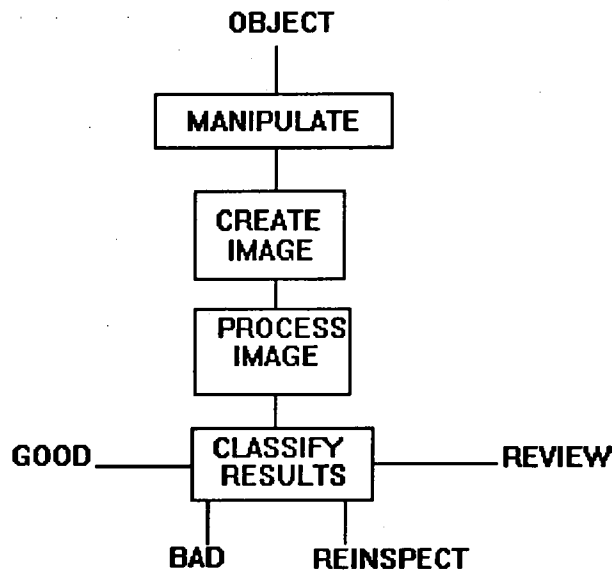 OBJECT
MANIPULATE
CREATE
IMAGE
PROCESS
IMAGE
GOOD
CLASSIFY
RESULTS
REVIEW
BAD
REINSPECT